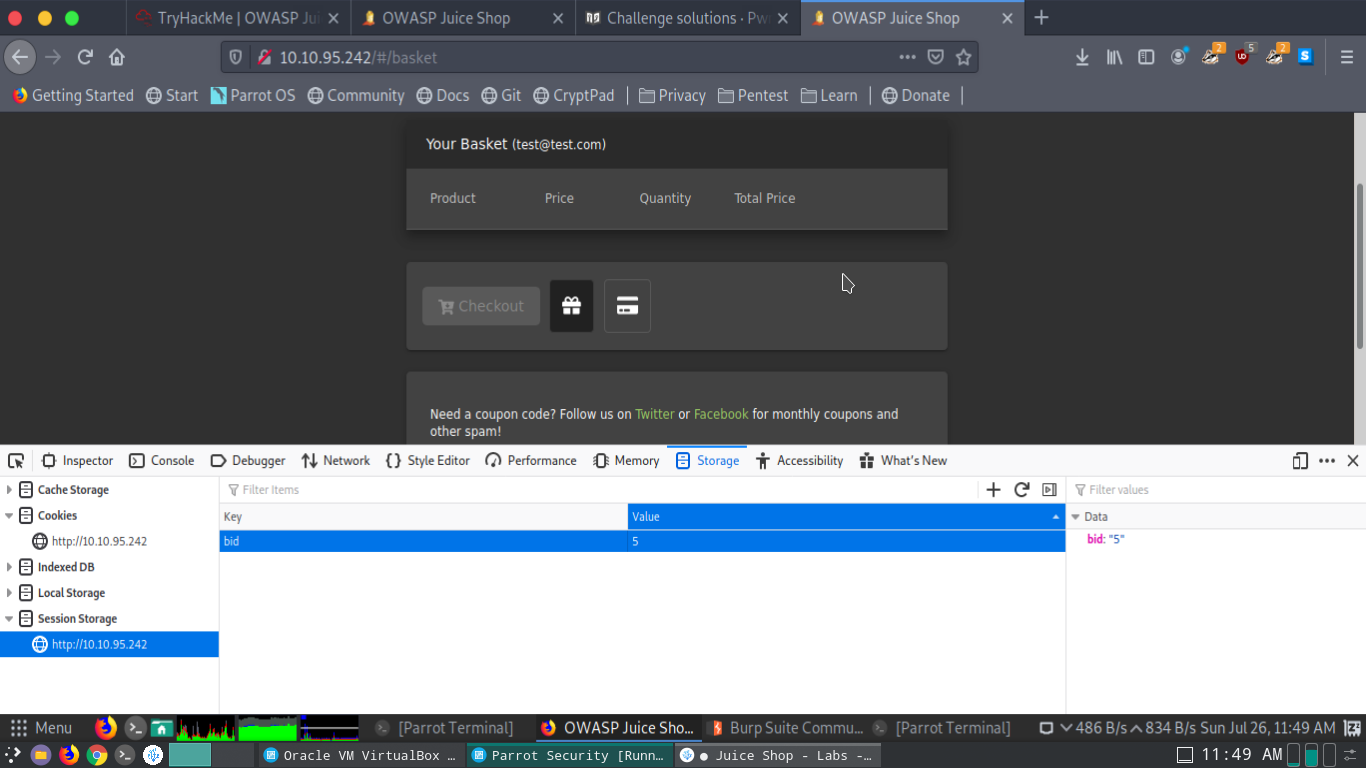 TryHackMe | OWASP Jui
OWASP Juice Shop
Challenge solutions · Pw
OWASP Juice Shop
10.10.95.242/#/basket
2 5 2 S
Getting Started Start Parrot OS Community Docs Git CryptPad Privacy Pentest Learn Donate
Your Basket (test@test.com)
Product Price Quantity Total Price
Checkout
Need a coupon code? Follow us on Twitter or Facebook for monthly coupons and
other spam!
Inspector Console Debugger Network Style Editor Performance Memory Storage Accessibility What's New
Cache Storage
Cookies
http://10.10.95.242
Indexed DB
Local Storage
Session Storage
http://10.10.95.242
Filter Items
Key Value
bid 5
Filter values
Data
bid: "5"
Menu [Parrot Terminal] OWASP Juice Sho... Burp Suite Commu... [Parrot Terminal] 486 B/s 834 B/s Sun Jul 26, 11:49 AM
Oracle VM VirtualBox … Parrot Security [Runn… ● Juice Shop - Labs -… 11:49 AM